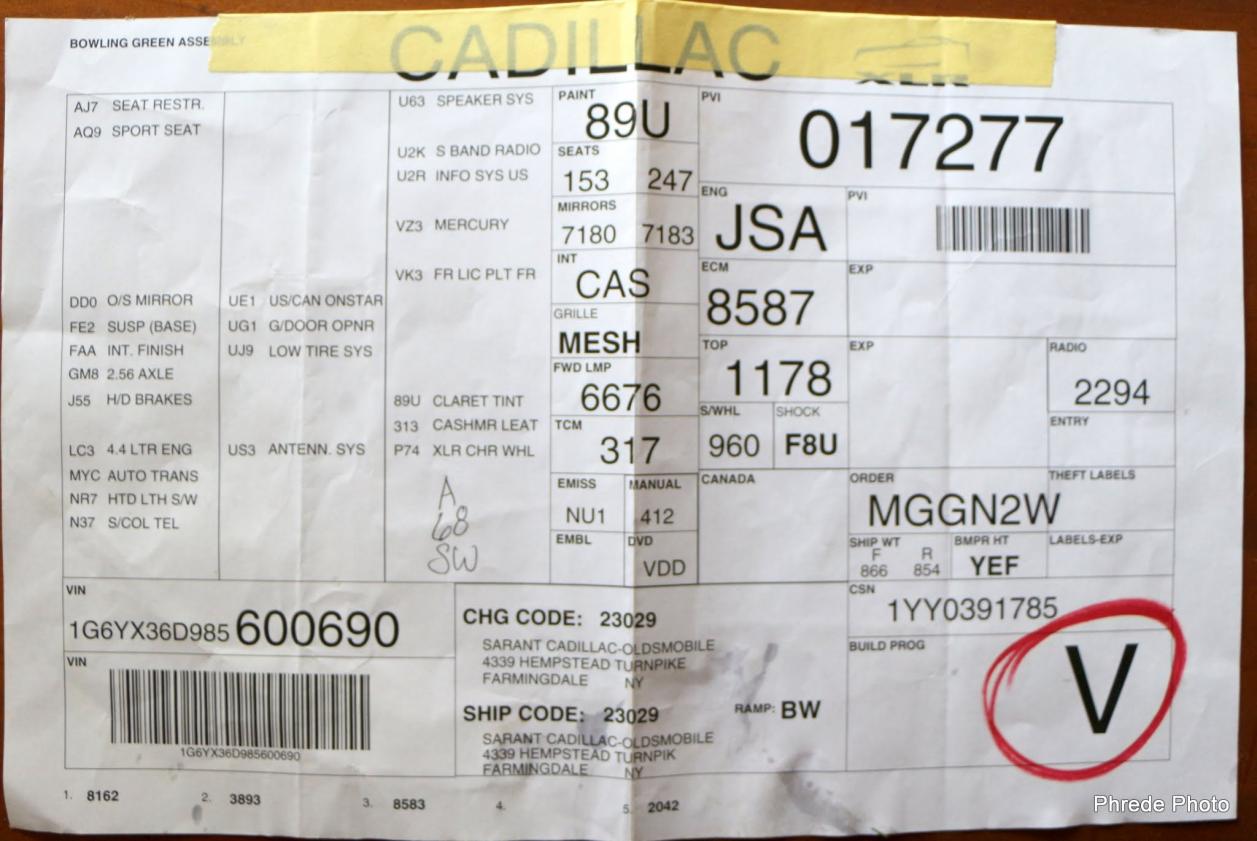 BOWLING GREEN ASSEMBLY
CADILLAC
XLR
AJ7 SEAT RESTR.
AQ9 SPORT SEAT
DD0 O/S MIRROR
FE2 SUSP (BASE)
FAA INT. FINISH
GM8 2.56 AXLE
J55 H/D BRAKES
LC3 4.4 LTR ENG
MYC AUTO TRANS
NR7 HTD LTH S/W
N37 S/COL TEL
UE1 US/CAN ONSTAR
UG1 G/DOOR OPNR
UJ9 LOW TIRE SYS
US3 ANTENN. SYS
U63 SPEAKER SYS
U2K S BAND RADIO
U2R INFO SYS US
VZ3 MERCURY
VK3 FR LIC PLT FR
89U CLARET TINT
313 CASHMR LEAT
P74 XLR CHR WHL
A
68
SW
PAINT
89U
SEATS
153 247
MIRRORS
7180 7183
INT
CAS
GRILLE
MESH
FWD LMP
6676
TCM
317
EMISS
NU1
MANUAL
412
EMBL
DVD
VDD
PVI
017277
ENG
JSA
PVI
ECM
8587
EXP
TOP
1178
EXP
RADIO
2294
S/WHL
960
SHOCK
F8U
ENTRY
CANADA
ORDER
MGGN2W
THEFT LABELS
SHIP WT
F R
866 854
BMPR HT
YEF
LABELS-EXP
CSN
1YY0391785
BUILD PROG
V
VIN
1G6YX36D985600690
VIN
1G6YX36D985600690
CHG CODE: 23029
SARANT CADILLAC-OLDSMOBILE
4339 HEMPSTEAD TURNPIKE
FARMINGDALE NY
SHIP CODE: 23029
SARANT CADILLAC-OLDSMOBILE
4339 HEMPSTEAD TURNPIK
FARMINGDALE NY
RAMP: BW
1. 8162 2. 3893 3. 8583 4. 5. 2042
Phrede Photo